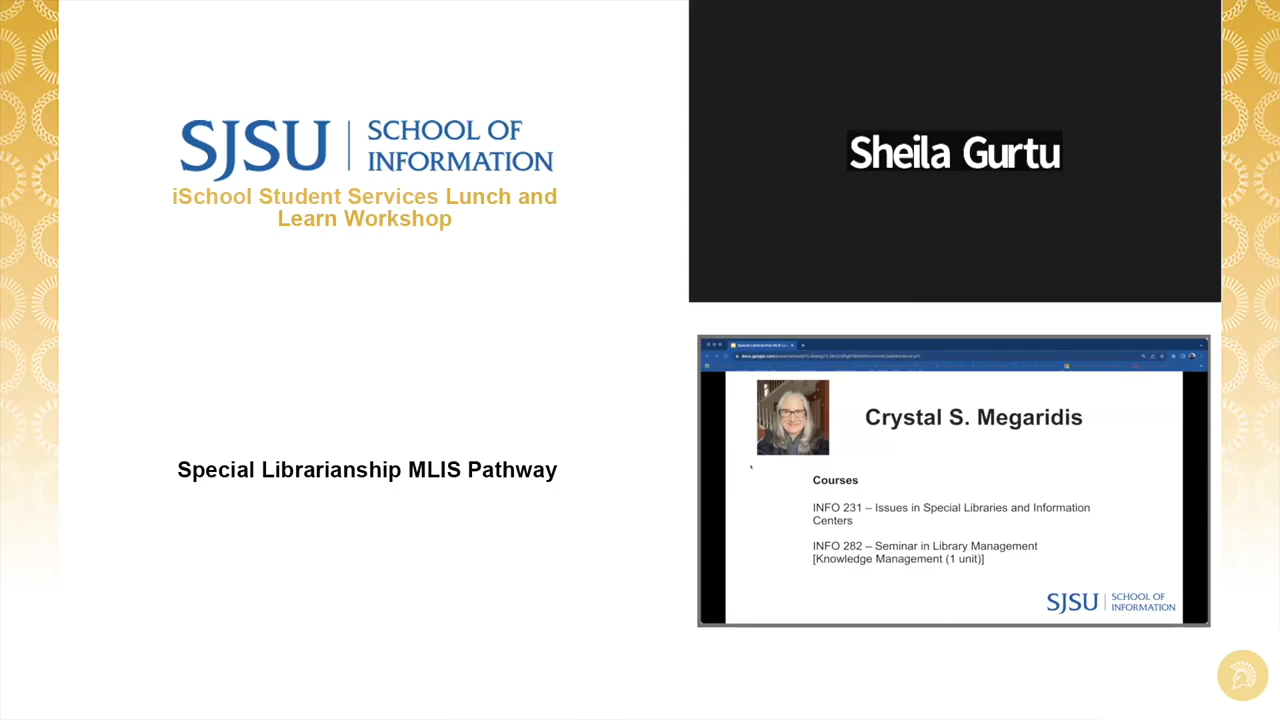 SJSU | SCHOOL OF
INFORMATION
iSchool Student Services Lunch and
Learn Workshop
Special Librarianship MLIS Pathway
Sheila Gurtu
Crystal S. Megaridis
Courses
INFO 231 – Issues in Special Libraries and Information
Centers
INFO 282 – Seminar in Library Management
[Knowledge Management (1 unit)]
SJSU | SCHOOL OF
INFORMATION